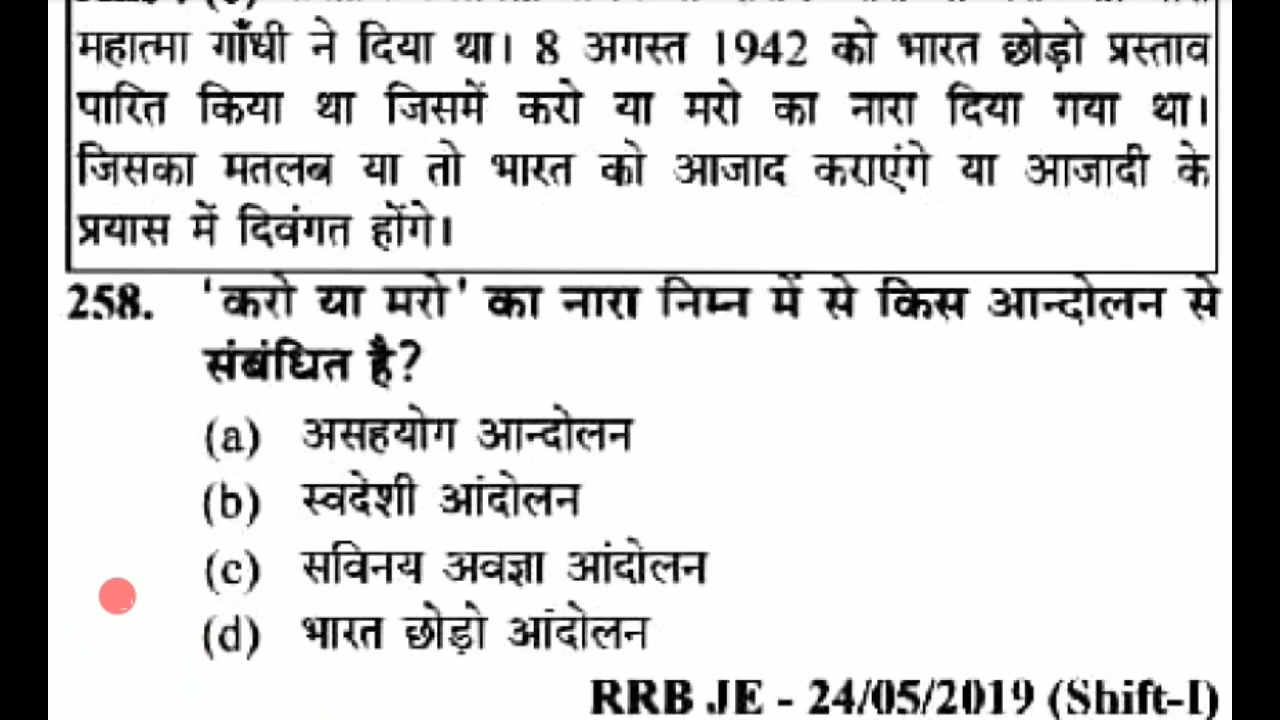 महात्मा गाँधी ने दिया था। 8 अगस्त 1942 को भारत छोड़ो प्रस्ताव
पारित किया था जिसमें करो या मरो का नारा दिया गया था।
जिसका मतलब या तो भारत को आजाद कराएंगे या आजादी के
प्रयास में दिवंगत होंगे।
258. 'करो या मरो' का नारा निम्न में से किस आन्दोलन से
संबंधित है?
(a) असहयोग आन्दोलन
(b) स्वदेशी आंदोलन
(c) सविनय अवज्ञा आंदोलन
(d) भारत छोड़ो आंदोलन
RRB JE - 24/05/2019 (Shift-I)